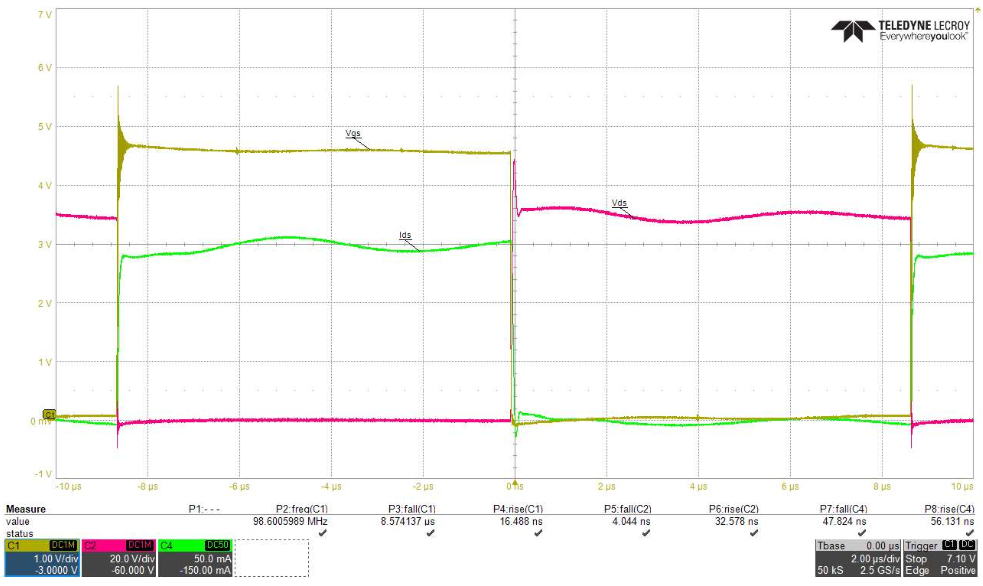 7 V
TELEDYNE LECROY
Everywhereyoulook™
6 V
5 V
Vgs
4 V
Vds
Ids
3 V
2 V
1 V
C1
0 mV
-1 V
-10 µs -8 µs -6 µs -4 µs -2 µs 0 ns 2 µs 4 µs 6 µs 8 µs 10 µs
Measure P1:- - - P2:freq(C1) P3:fall(C1) P4:rise(C1) P5:fall(C2) P6:rise(C2) P7:fall(C4) P8:rise(C4)
value 98.6005989 MHz 8.574137 µs 16.488 ns 4.044 ns 32.578 ns 47.824 ns 56.131 ns
status
C1 DC1M C2 DC1M C4 DC50 Tbase 0.00 µs Trigger C1 DC
1.00 V/div 20.0 V/div 50.0 mA 2.00 µs/div Stop 7.10 V
-3.0000 V -60.000 V -150.00 mA 50 kS 2.5 GS/s Edge Positive